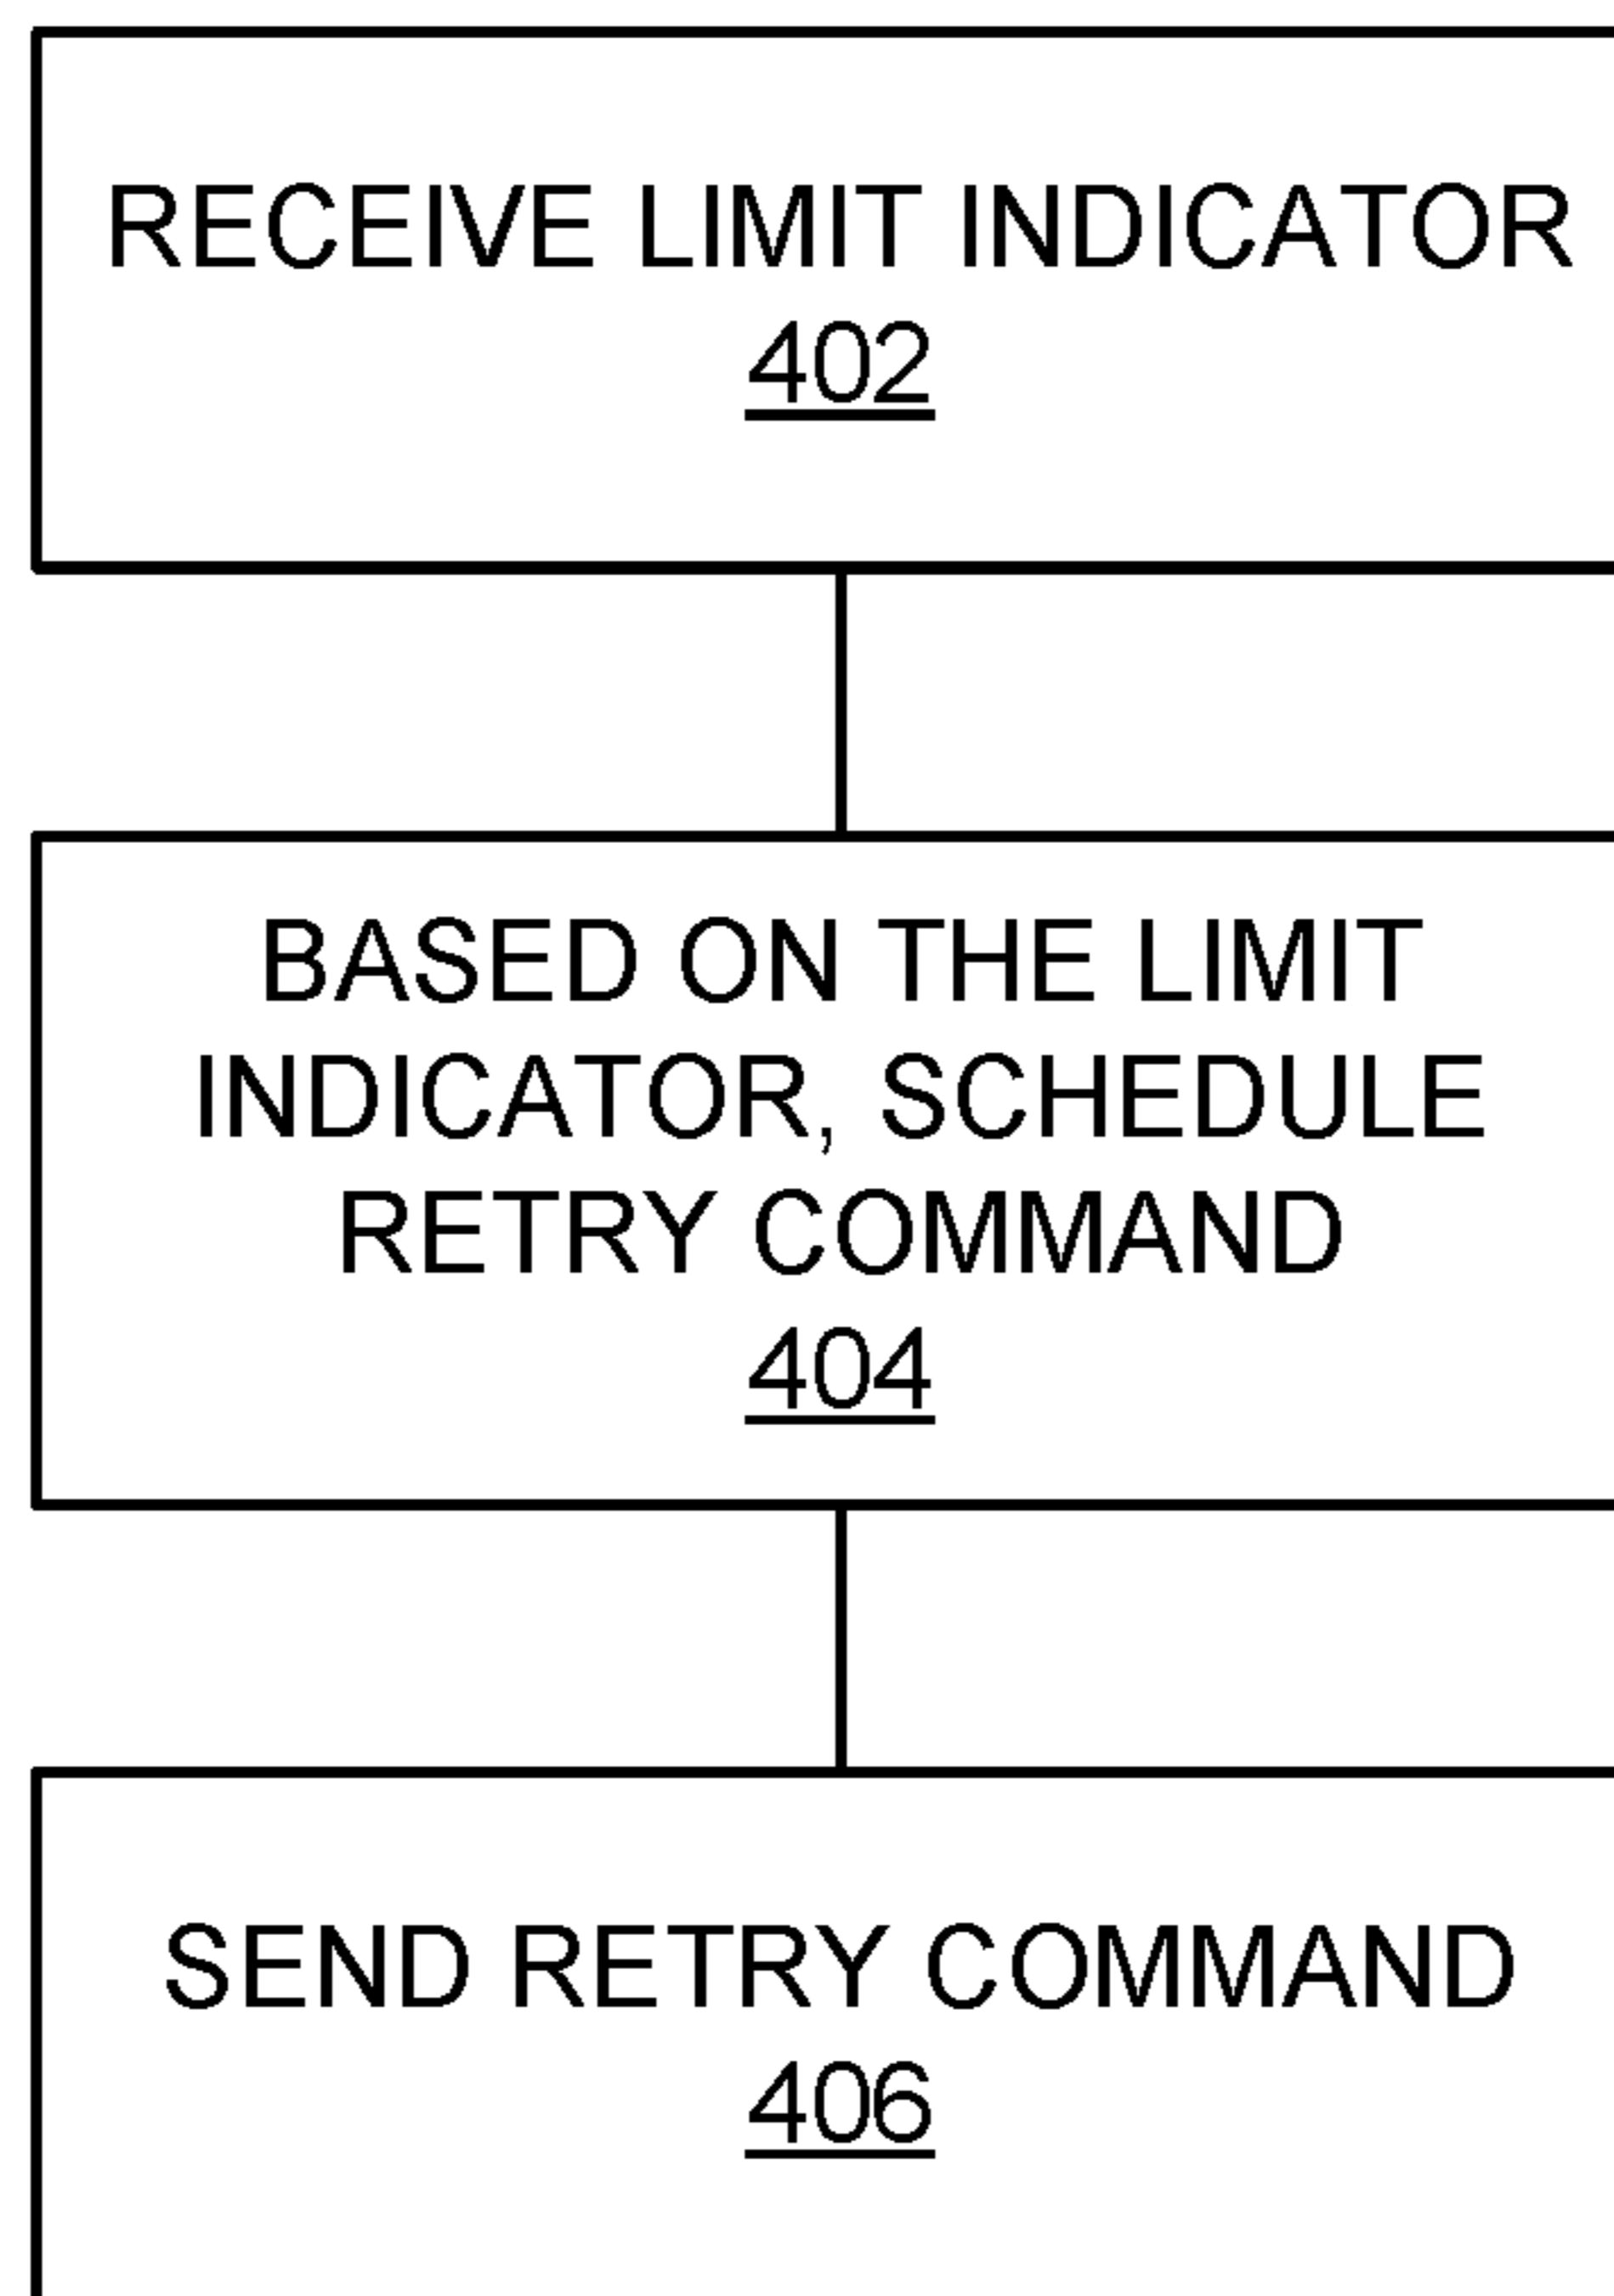 RECEIVE LIMIT INDICATOR
402
BASED ON THE LIMIT
INDICATOR, SCHEDULE
RETRY COMMAND
404
SEND RETRY COMMAND
406